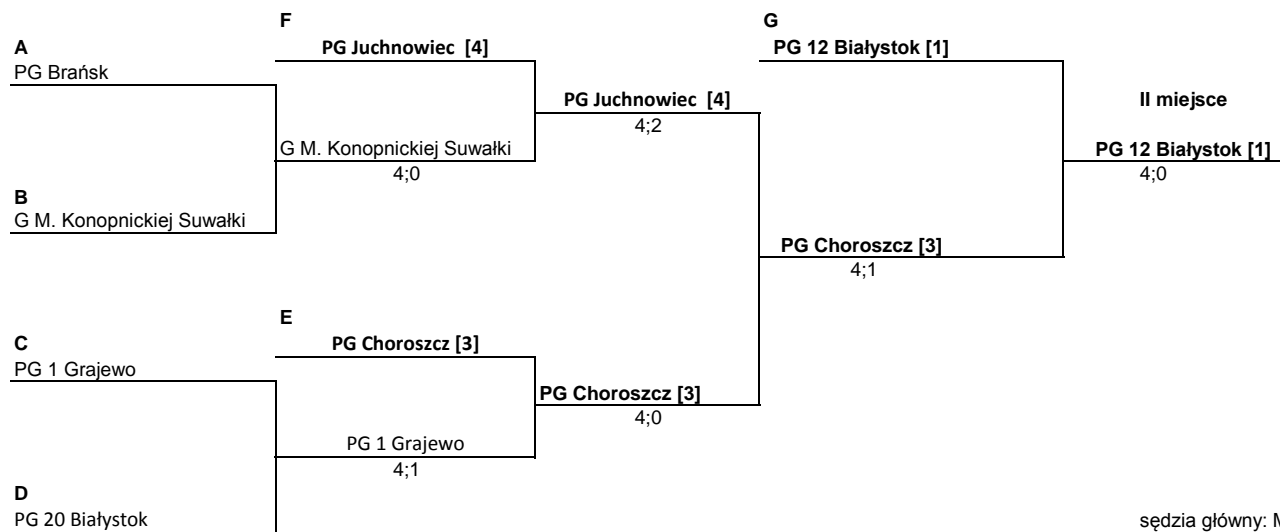 F
G
A
PG Juchnowiec [4]
PG 12 Białystok [1]
PG Brańsk
PG Juchnowiec [4]
II miejsce
4;2
G M. Konopnickiej Suwałki
PG 12 Białystok [1]
4;0
4;0
B
G M. Konopnickiej Suwałki
PG Choroszcz [3]
4;1
E
C
PG Choroszcz [3]
PG 1 Grajewo
PG Choroszcz [3]
4;0
PG 1 Grajewo
4;1
D
PG 20 Białystok
sędzia główny: M